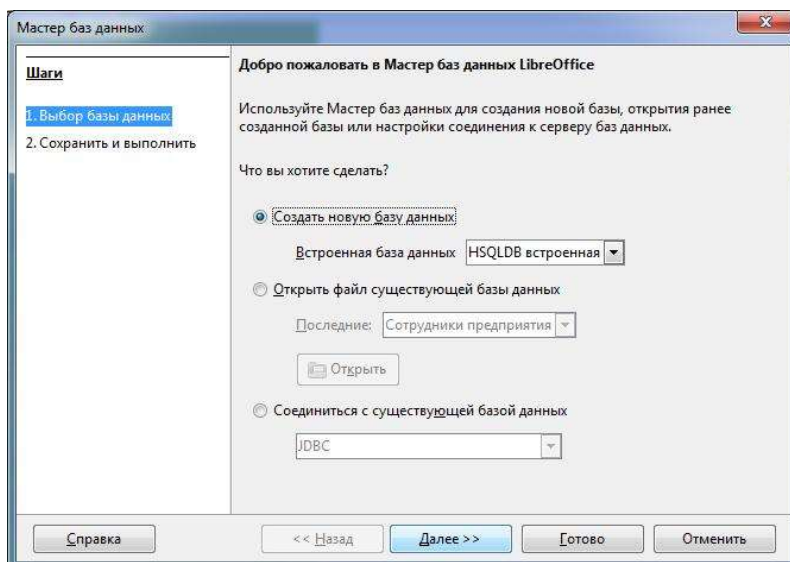 Мастер баз данных
Шаги
1. Выбор базы данных
2. Сохранить и выполнить
Добро пожаловать в Мастер баз данных LibreOffice
Используйте Мастер баз данных для создания новой базы, открытия ранее
созданной базы или настройки соединения к серверу баз данных.
Что вы хотите сделать?
Создать новую базу данных
Встроенная база данных HSQLDB встроенная
Открыть файл существующей базы данных
Последние: Сотрудники предприятия
Открыть
Соединиться с существующей базой данных
JDBC
Справка
<< Назад
Далее >>
Готово
Отменить